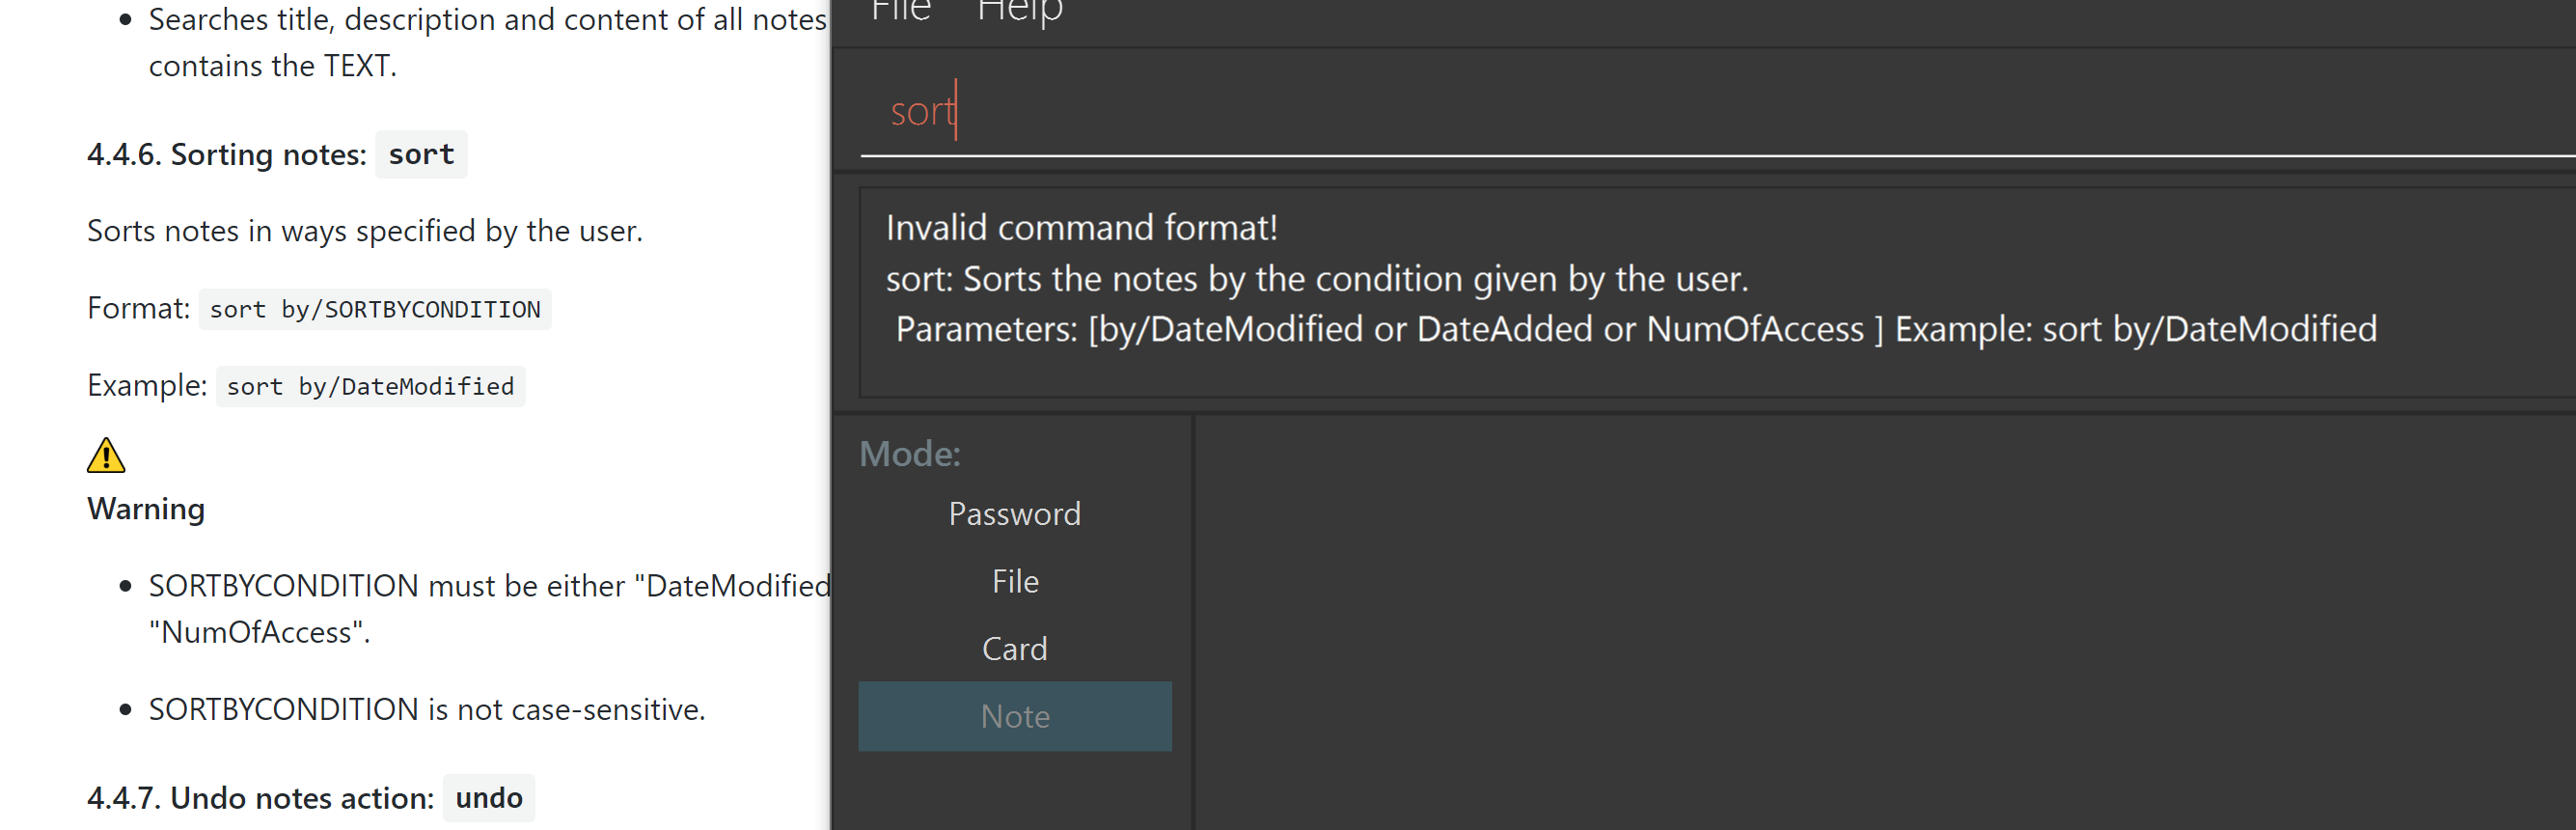 Searches title, description and content of all notes
contains the TEXT.
4.4.6. Sorting notes: sort
Sorts notes in ways specified by the user.
Format: sort by/SORTBYCONDITION
Example: sort by/DateModified
Warning
SORTBYCONDITION must be either "DateModified
"NumOfAccess".
SORTBYCONDITION is not case-sensitive.
4.4.7. Undo notes action: undo
File Help
sort
Invalid command format!
sort: Sorts the notes by the condition given by the user.
Parameters: [by/DateModified or DateAdded or NumOfAccess ] Example: sort by/DateModified
Mode:
Password
File
Card
Note